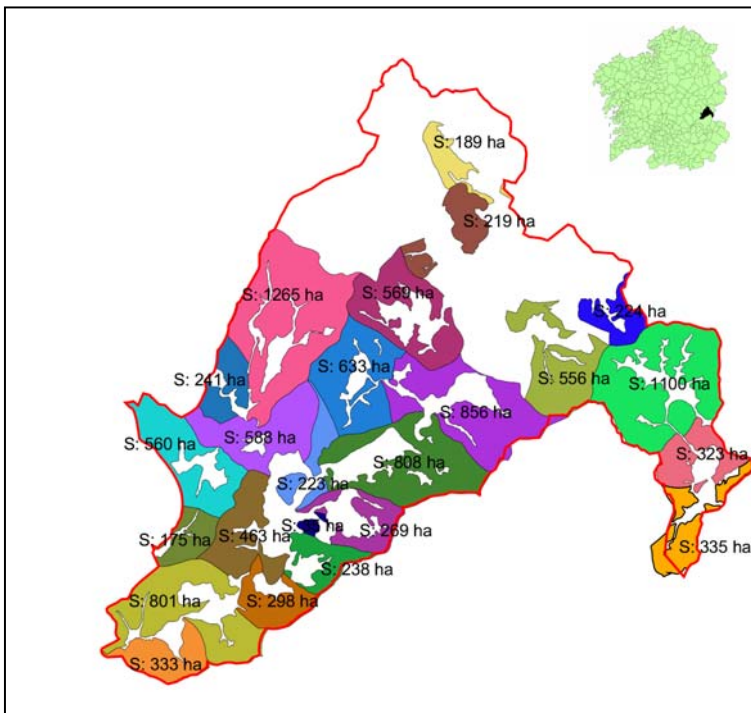 S: 189 ha
S: 219 ha
S: 1265 ha
S: 569 ha
S: 224 ha
S: 633 ha
S: 241 ha
S: 556 ha
S: 1100 ha
S: 856 ha
S: 588 ha
S: 560 ha
S: 808 ha
S: 323 ha
S: 223 ha
S: 269 ha
S: 175 ha
S: 463 ha
S: 335 ha
S: 238 ha
S: 801 ha
S: 298 ha
S: 333 ha